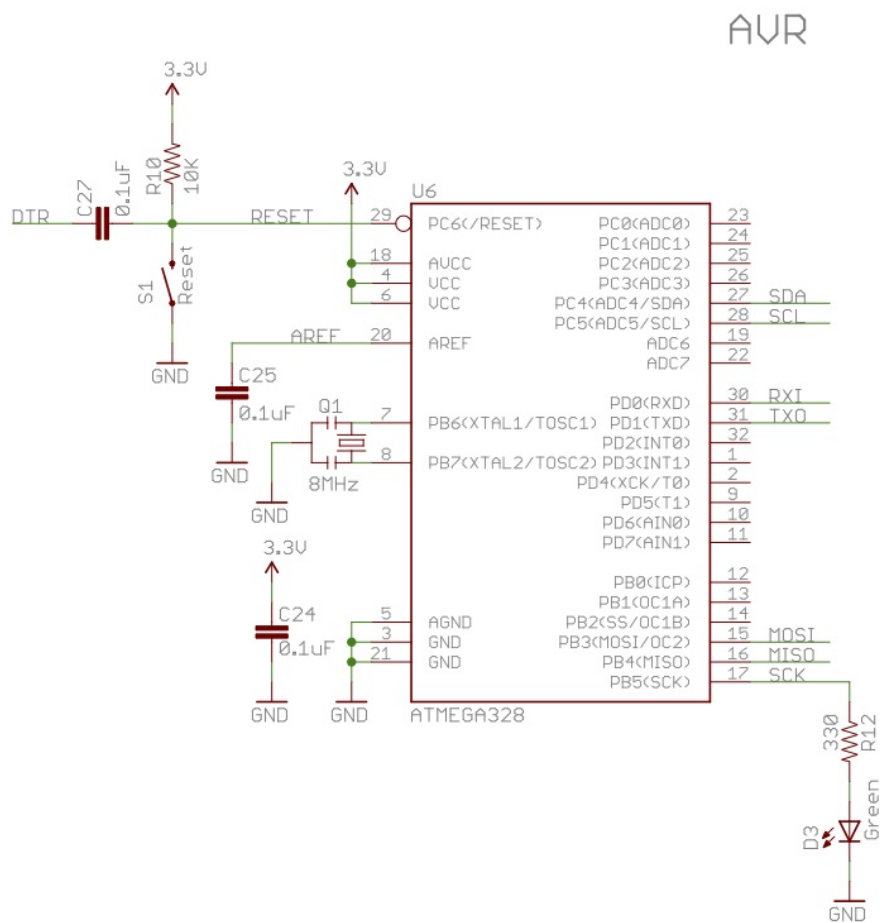 AVR
3.3V
C27
0.1uF
R10
10K
3.3V
U6
DTR
RESET
29
PC6(/RESET)
PC0(ADC0)
23
PC1(ADC1)
24
18
AVCC
PC2(ADC2)
25
4
VCC
PC3(ADC3)
26
6
VCC
PC4(ADC4/SDA)
27
SDA
S1
Reset
PC5(ADC5/SCL)
28
SCL
AREF
20
AREF
ADC6
19
ADC7
22
GND
C25
0.1uF
PD0(RXD)
30
RXI
Q1
7
PB6(XTAL1/TOSC1)
PD1(TXD)
31
TXO
PD2(INT0)
32
8
PB7(XTAL2/TOSC2)
PD3(INT1)
1
GND
8MHz
PD4(XCK/T0)
2
PD5(T1)
9
GND
PD6(AIN0)
10
PD7(AIN1)
11
3.3V
PB0(ICP)
12
PB1(OC1A)
13
C24
0.1uF
5
AGND
PB2(SS/OC1B)
14
3
GND
PB3(MOSI/OC2)
15
MOSI
21
GND
PB4(MISO)
16
MISO
PB5(SCK)
17
SCK
GND
GND
ATMEGA328
330
R12
D3
Green
GND